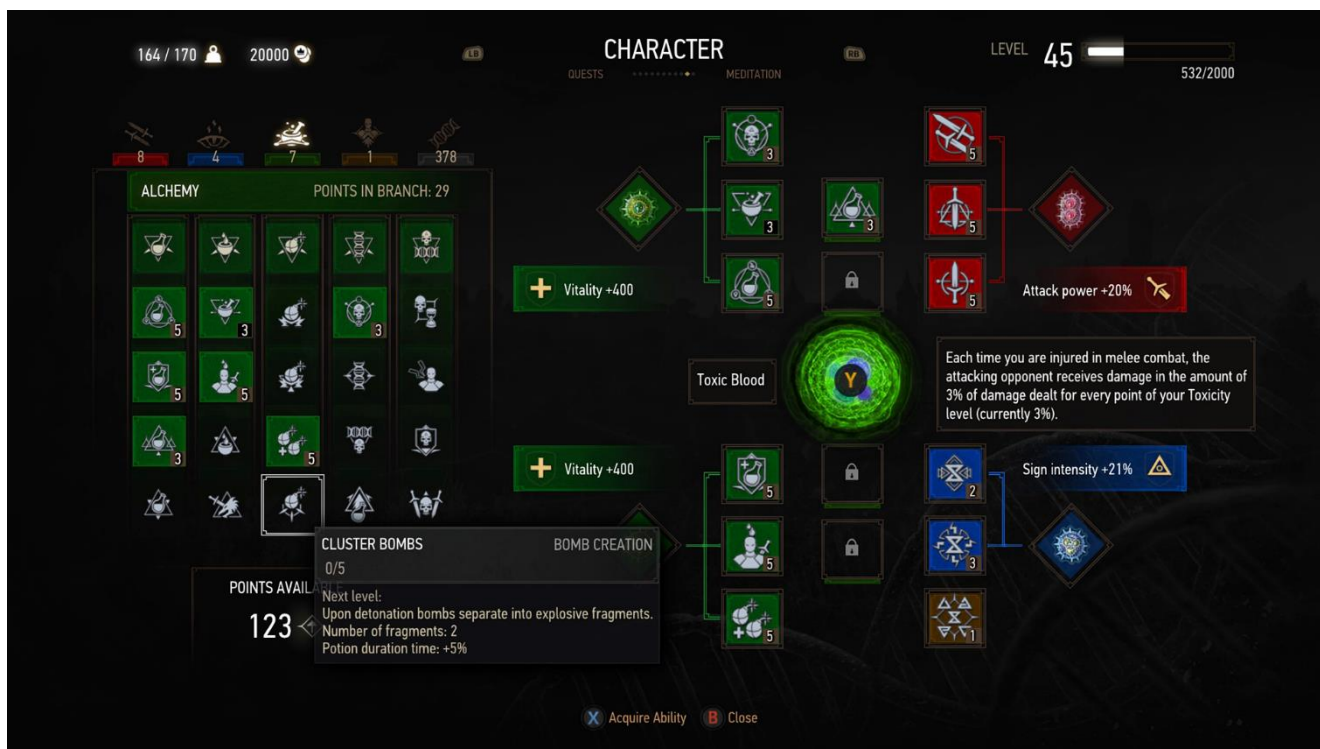 164 / 170 20000 LB CHARACTER RB LEVEL 45
QUESTS MEDITATION 532/2000
8 4 7 1 378
ALCHEMY POINTS IN BRANCH: 29
5 3 3
5 5
3 5
3
3 3
5
5
5
5
Vitality +400
Attack power +20%
Toxic Blood
Y
Each time you are injured in melee combat, the
attacking opponent receives damage in the amount of
3% of damage dealt for every point of your Toxicity
level (currently 3%).
Vitality +400
Sign intensity +21%
5 2
5 3
5 1
CLUSTER BOMBS BOMB CREATION
0/5
Next level:
Upon detonation bombs separate into explosive fragments.
Number of fragments: 2
Potion duration time: +5%
POINTS AVAIL
123
X Acquire Ability B Close